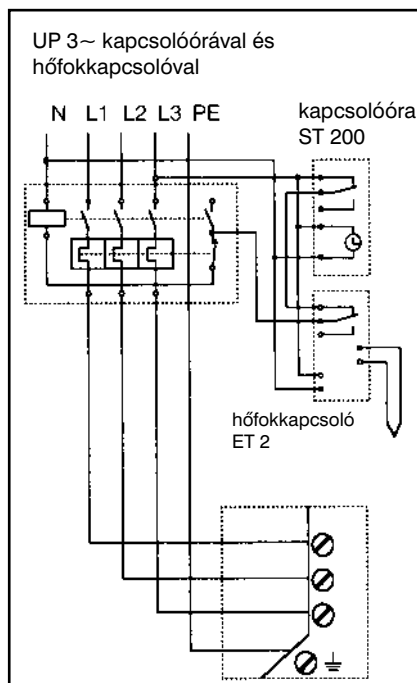 UP 3~ kapcsolóórával és
hőfokkapcsolóval
N L1 L2 L3 PE
kapcsolóóra
ST 200
hőfokkapcsoló
ET 2